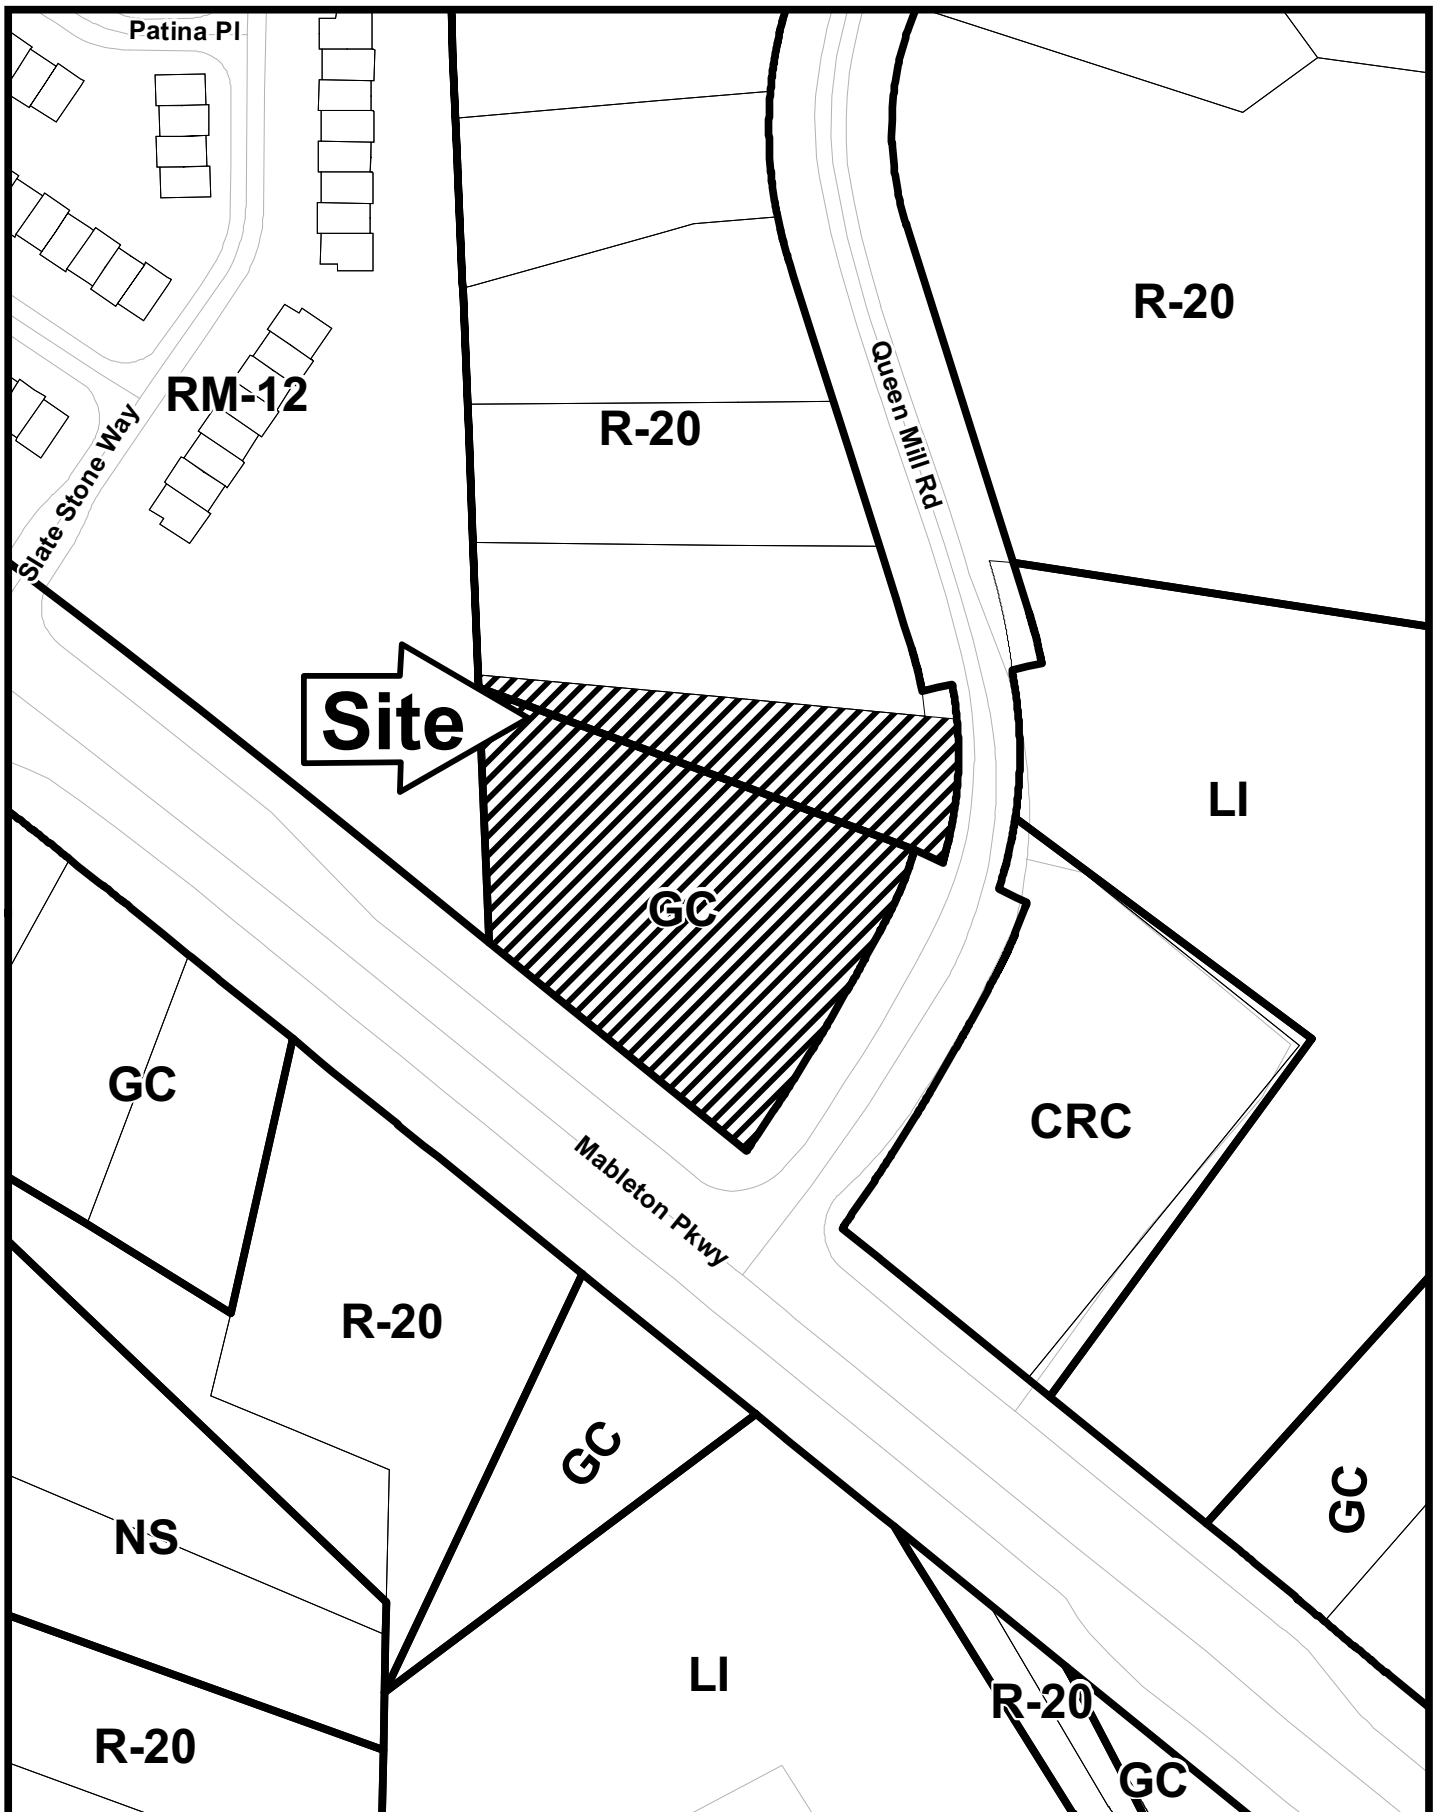 Patina Pl
R-20
RM-12
R-20
Queen Mill Rd
Slate Stone Way
Site
LI
GC
GC
CRC
Mableton Pkwy
R-20
GC
GC
NS
LI
R-20
R-20
GC